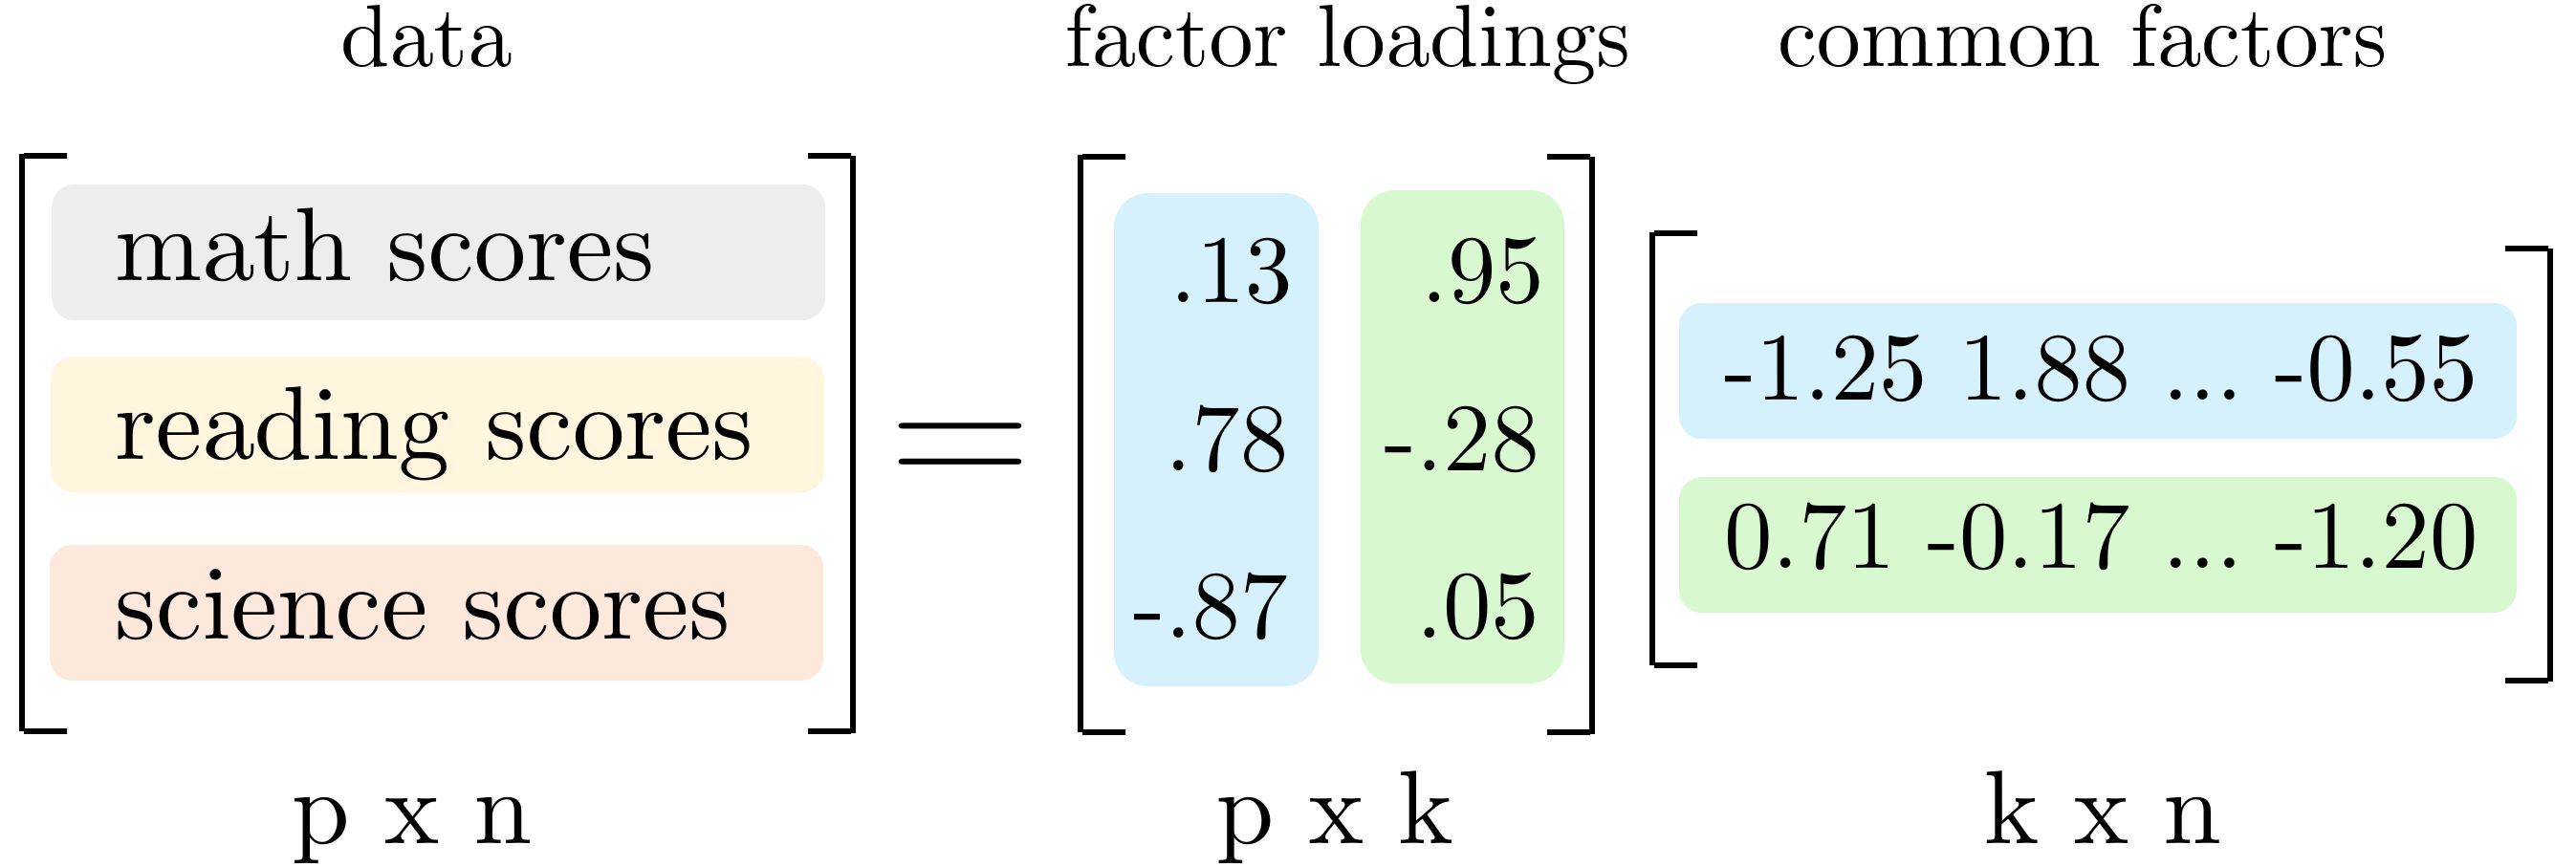 data
factor loadings
common factors
math scores
reading scores
science scores
=
.13 .95
.78 -.28
-.87 .05
-1.25 1.88 ... -0.55
0.71 -0.17 ... -1.20
p x n
p x k
k x n